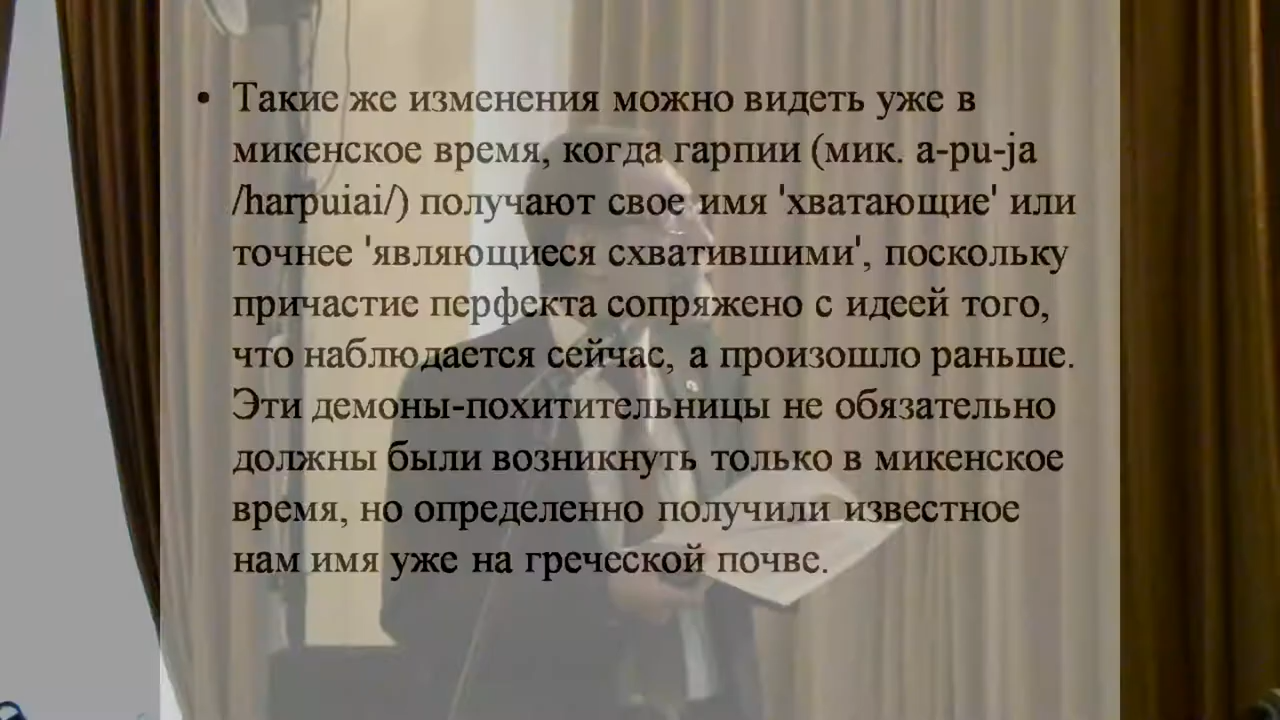 • Такие же изменения можно видеть уже в
микенское время, когда гарпии (мик. a-pu-ja
/harpuiai/) получают свое имя 'хватающие' или
точнее 'являющиеся схватившими', поскольку
причастие перфекта сопряжено с идеей того,
что наблюдается сейчас, а произошло раньше.
Эти демоны-похитительницы не обязательно
должны были возникнуть только в микенское
время, но определенно получили известное
нам имя уже на греческой почве.